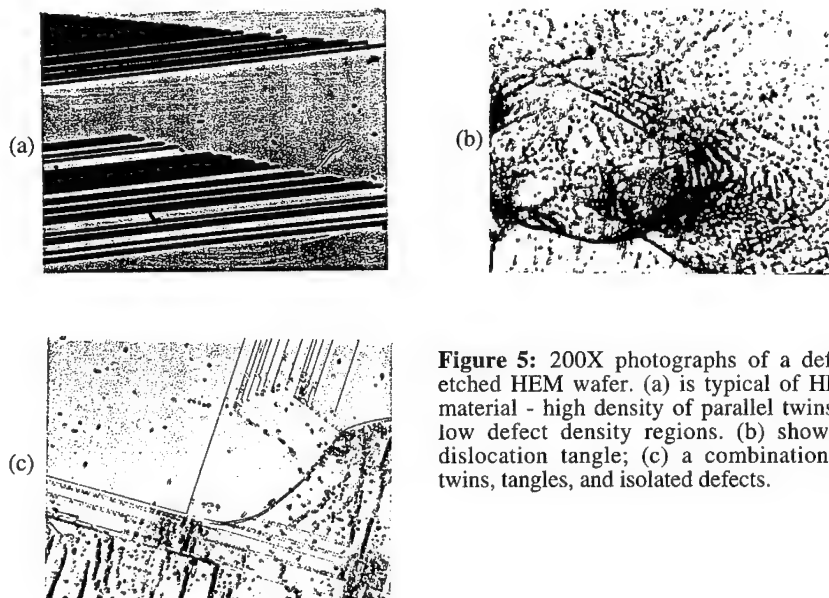 (a)
(b)
(c)
Figure 5: 200X photographs of a def
etched HEM wafer. (a) is typical of
material - high density of parallel twins
low defect density regions. (b) show
dislocation tangle; (c) a combination
twins, tangles, and isolated defects.